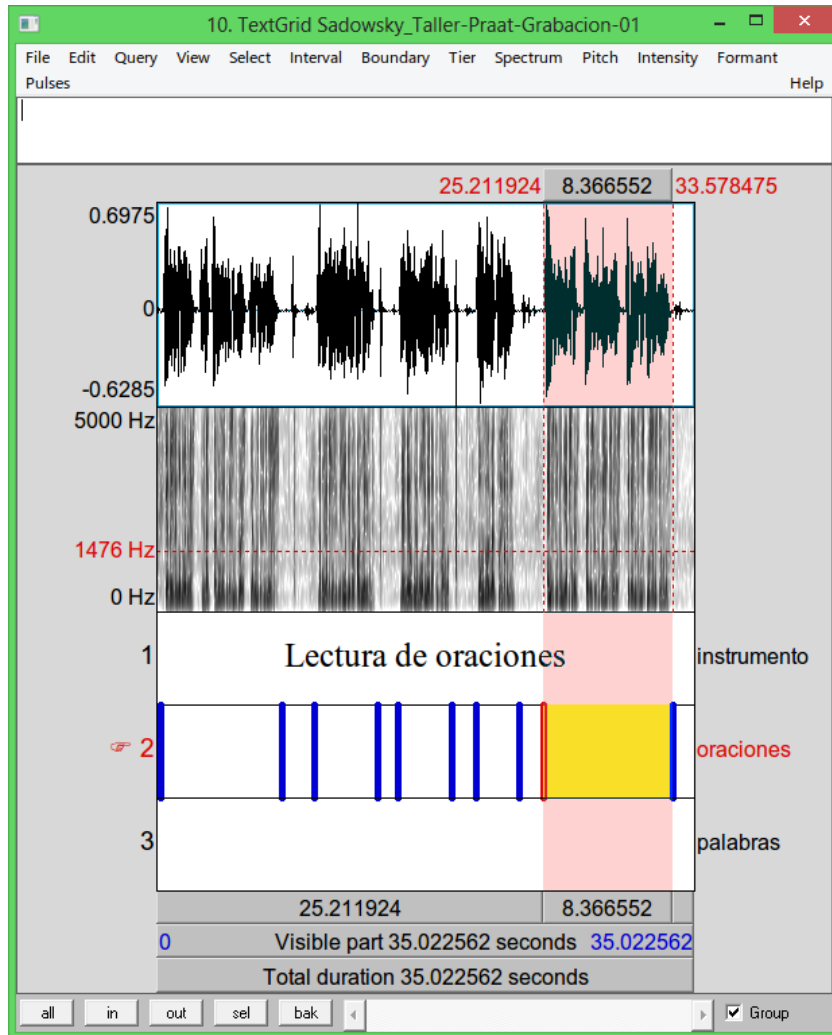 10. TextGrid Sadowsky_Taller-Praat-Grabacion-01
File Edit Query View Select Interval Boundary Tier Spectrum Pitch Intensity Formant
Pulses Help
25.211924 8.366552 33.578475
0.6975
0
-0.6285
5000 Hz
1476 Hz
0 Hz
1 Lectura de oraciones instrumento
2 oraciones
3 palabras
25.211924 8.366552
0 Visible part 35.022562 seconds 35.022562
Total duration 35.022562 seconds
all in out sel bak Group